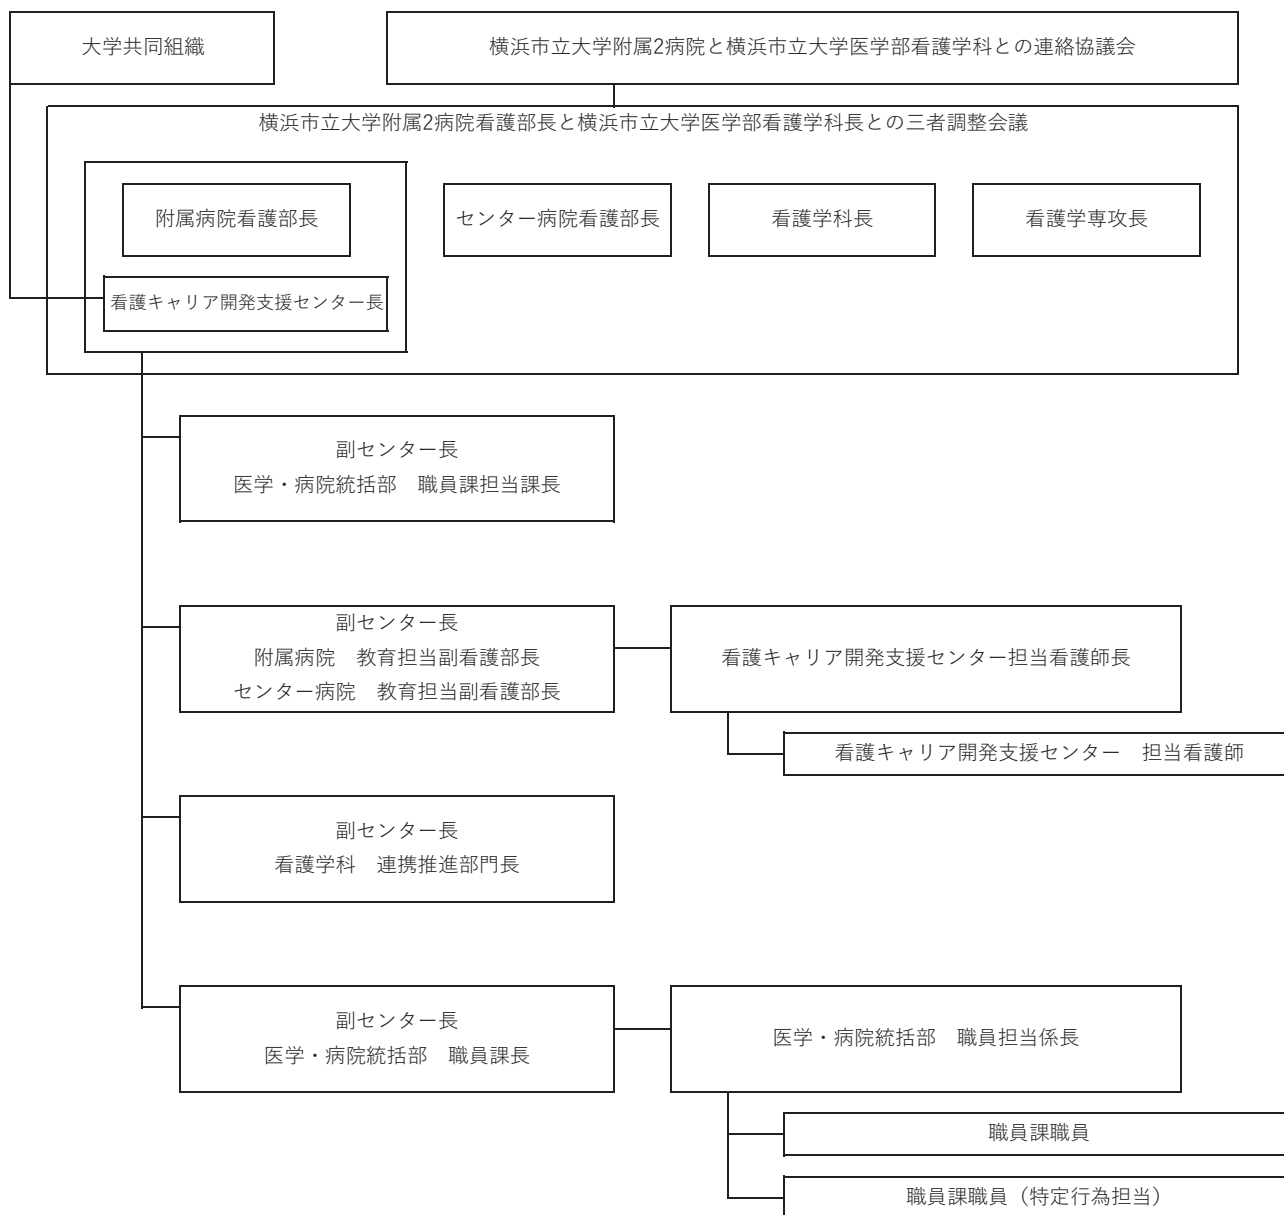 大学共同組織
横浜市立大学附属2病院と横浜市立大学医学部看護学科との連絡協議会
横浜市立大学附属2病院看護部長と横浜市立大学医学部看護学科長との三者調整会議
附属病院看護部長
センター病院看護部長
看護学科長
看護学専攻長
看護キャリア開発支援センター長
副センター長
医学・病院統括部　職員課担当課長
副センター長
附属病院　教育担当副看護部長
センター病院　教育担当副看護部長
看護キャリア開発支援センター担当看護師長
看護キャリア開発支援センター　担当看護師
副センター長
看護学科　連携推進部門長
副センター長
医学・病院統括部　職員課長
医学・病院統括部　職員担当係長
職員課職員
職員課職員（特定行為担当）